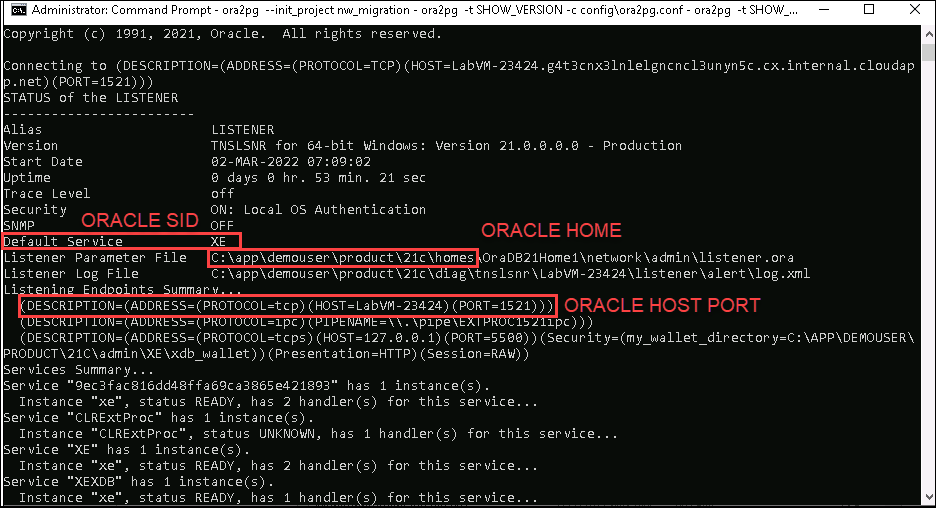 Administrator: Command Prompt - ora2pg --init_project nw_migration - ora2pg -t SHOW_VERSION -c config\ora2pg.conf - ora2pg -t SHOW_...
Copyright (c) 1991, 2021, Oracle. All rights reserved.
Connecting to (DESCRIPTION=(ADDRESS=(PROTOCOL=TCP)(HOST=LabVM-23424.g4t3cnx3lnlelgncncl3unyn5c.cx.internal.cloudap
p.net)(PORT=1521)))
STATUS of the LISTENER
------------------------
Alias LISTENER
Version TNSLSNR for 64-bit Windows: Version 21.0.0.0.0 - Production
Start Date 02-MAR-2022 07:09:02
Uptime 0 days 0 hr. 53 min. 21 sec
Trace Level off
Security ON: Local OS Authentication
ORACLE SID
SNMP OFF
ORACLE HOME
Default Service XE
Listener Parameter File C:\app\demouser\product\21c\homes\OraDB21Home1\network\admin\listener.ora
Listener Log File C:\app\demouser\product\21c\diag\tnslsnr\LabVM-23424\listener\alert\log.xml
Listening Endpoints Summary...
(DESCRIPTION=(ADDRESS=(PROTOCOL=tcp)(HOST=LabVM-23424)(PORT=1521))) ORACLE HOST PORT
(DESCRIPTION=(ADDRESS=(PROTOCOL=ipc)(PIPENAME=\\.\pipe\EXTPROC1521ipc)))
(DESCRIPTION=(ADDRESS=(PROTOCOL=tcps)(HOST=127.0.0.1)(PORT=5500))(Security=(my_wallet_directory=C:\APP\DEMOUSER\
PRODUCT\21C\admin\XE\xdb_wallet))(Presentation=HTTP)(Session=RAW))
Services Summary...
Service "9ec3fac816dd48ffa69ca3865e421893" has 1 instance(s).
Instance "xe", status READY, has 2 handler(s) for this service...
Service "CLRExtProc" has 1 instance(s).
Instance "CLRExtProc", status UNKNOWN, has 1 handler(s) for this service...
Service "XE" has 1 instance(s).
Instance "xe", status READY, has 2 handler(s) for this service...
Service "XEXDB" has 1 instance(s).
Instance "xe", status READY, has 1 handler(s) for this service...